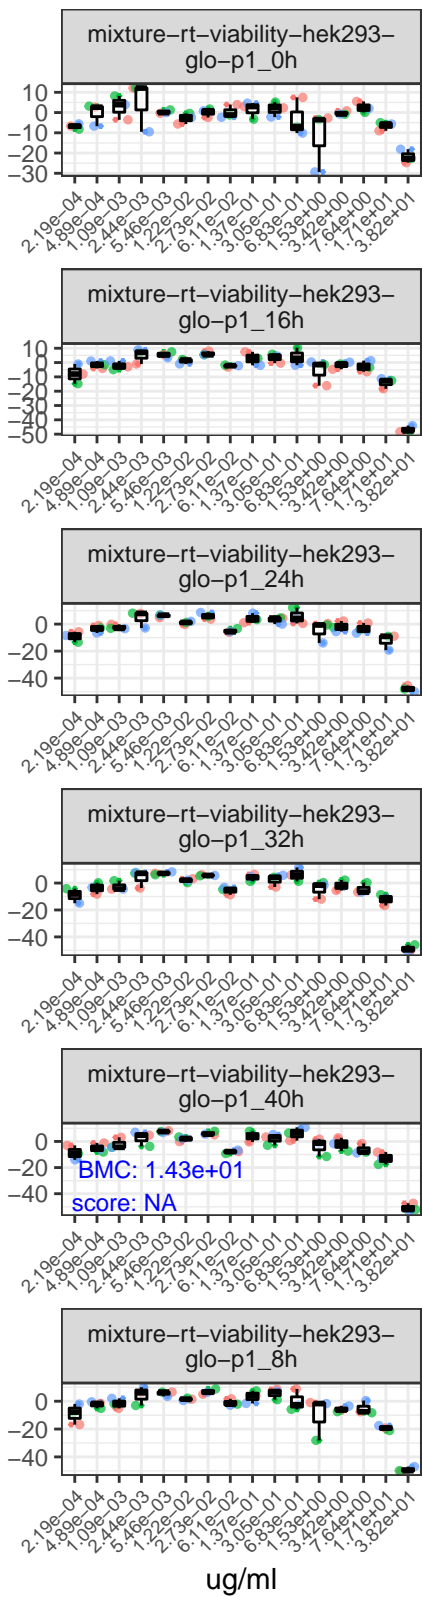 mixture−rt−viability−hek293−
glo−p1_0h
10
0
−10
−20
−30
2.19e−04
4.89e−04
1.09e−03
2.44e−03
5.46e−03
1.22e−02
2.73e−02
6.11e−02
1.37e−01
3.05e−01
6.83e−01
1.53e+00
3.42e+00
7.64e+00
1.71e+01
3.82e+01
mixture−rt−viability−hek293−
glo−p1_16h
10
0
−10
−20
−30
−40
−50
2.19e−04
4.89e−04
1.09e−03
2.44e−03
5.46e−03
1.22e−02
2.73e−02
6.11e−02
1.37e−01
3.05e−01
6.83e−01
1.53e+00
3.42e+00
7.64e+00
1.71e+01
3.82e+01
mixture−rt−viability−hek293−
glo−p1_24h
0
−20
−40
2.19e−04
4.89e−04
1.09e−03
2.44e−03
5.46e−03
1.22e−02
2.73e−02
6.11e−02
1.37e−01
3.05e−01
6.83e−01
1.53e+00
3.42e+00
7.64e+00
1.71e+01
3.82e+01
mixture−rt−viability−hek293−
glo−p1_32h
0
−20
−40
2.19e−04
4.89e−04
1.09e−03
2.44e−03
5.46e−03
1.22e−02
2.73e−02
6.11e−02
1.37e−01
3.05e−01
6.83e−01
1.53e+00
3.42e+00
7.64e+00
1.71e+01
3.82e+01
mixture−rt−viability−hek293−
glo−p1_40h
0
−20
−40
BMC: 1.43e+01
score: NA
2.19e−04
4.89e−04
1.09e−03
2.44e−03
5.46e−03
1.22e−02
2.73e−02
6.11e−02
1.37e−01
3.05e−01
6.83e−01
1.53e+00
3.42e+00
7.64e+00
1.71e+01
3.82e+01
mixture−rt−viability−hek293−
glo−p1_8h
0
−20
−40
2.19e−04
4.89e−04
1.09e−03
2.44e−03
5.46e−03
1.22e−02
2.73e−02
6.11e−02
1.37e−01
3.05e−01
6.83e−01
1.53e+00
3.42e+00
7.64e+00
1.71e+01
3.82e+01
ug/ml